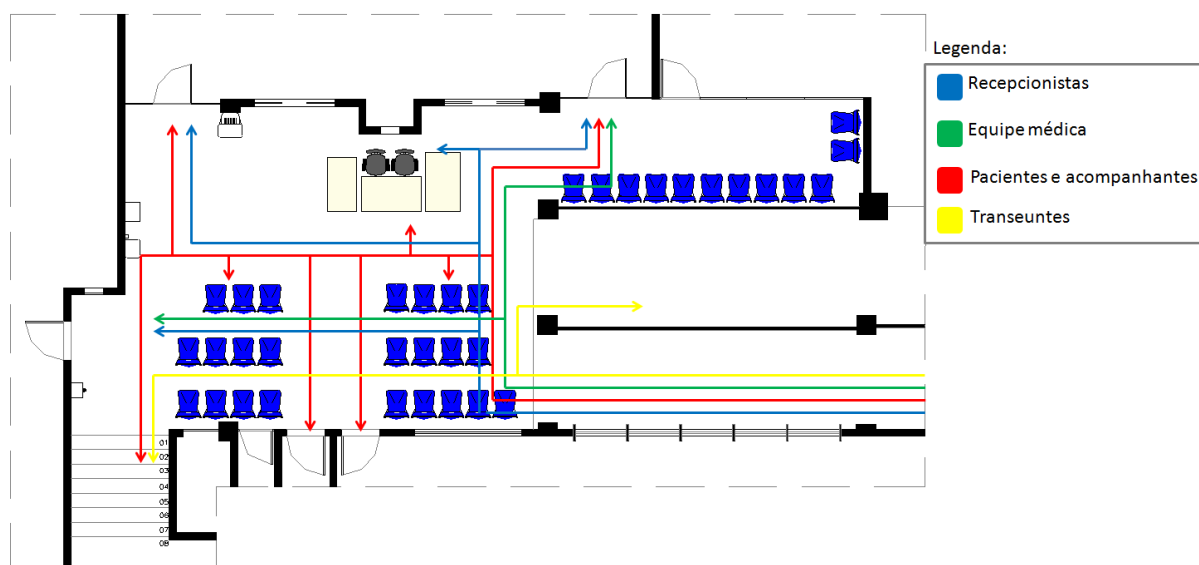 Legenda:
Recepcionistas
Equipe médica
Pacientes e acompanhantes
Transeuntes
01
02
03
04
05
06
07
08